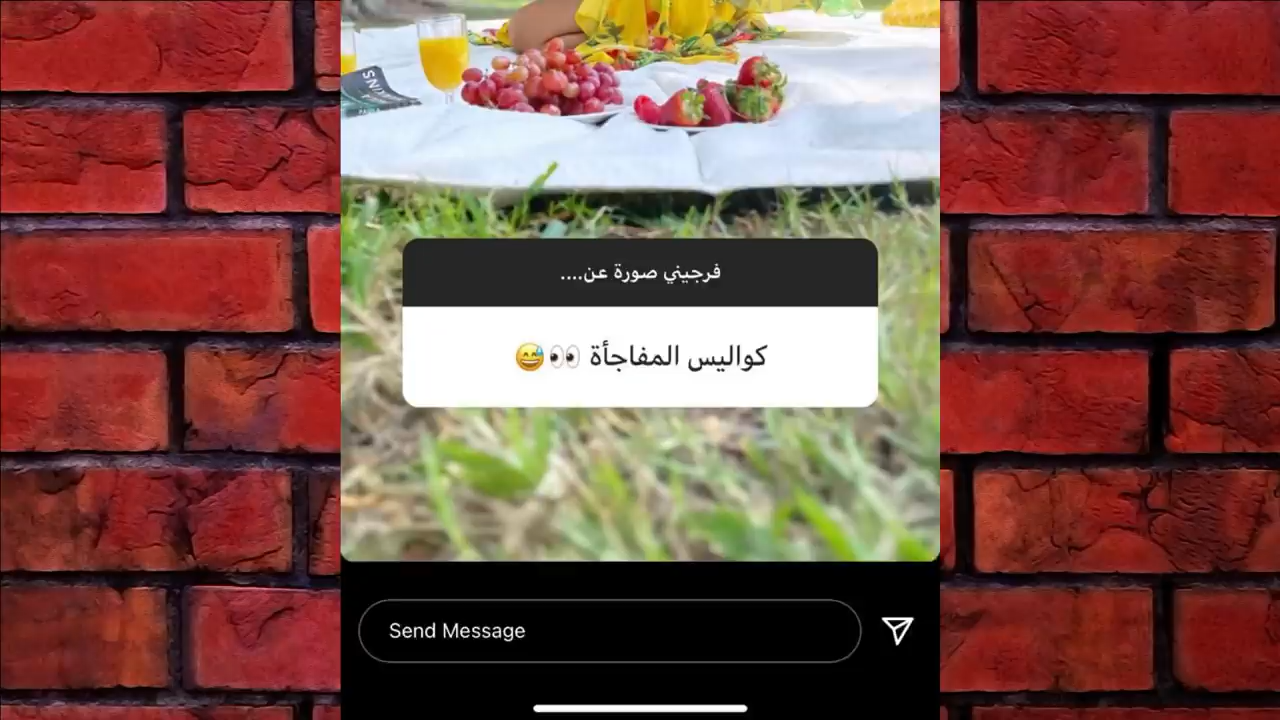 فرجيني صورة عن....
كواليس المفاجأة 👀😅
Send Message